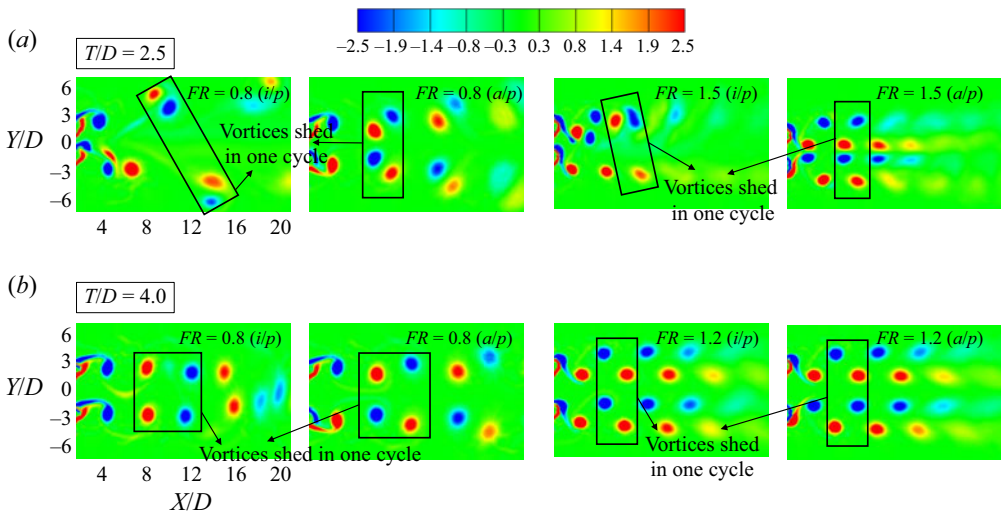 −2.5 −1.9 −1.4 −0.8 −0.3 0.3 0.8 1.4 1.9 2.5
(a)
T/D = 2.5
FR = 0.8 (i/p)
FR = 0.8 (a/p)
FR = 1.5 (i/p)
FR = 1.5 (a/p)
6
3
Y/D
0
−3
−6
Vortices shed
in one cycle
Vortices shed
in one cycle
4 8 12 16 20
(b)
T/D = 4.0
FR = 0.8 (i/p)
FR = 0.8 (a/p)
FR = 1.2 (i/p)
FR = 1.2 (a/p)
6
3
Y/D
0
−3
−6
Vortices shed in one cycle
Vortices shed
in one cycle
4 8 12 16 20
X/D